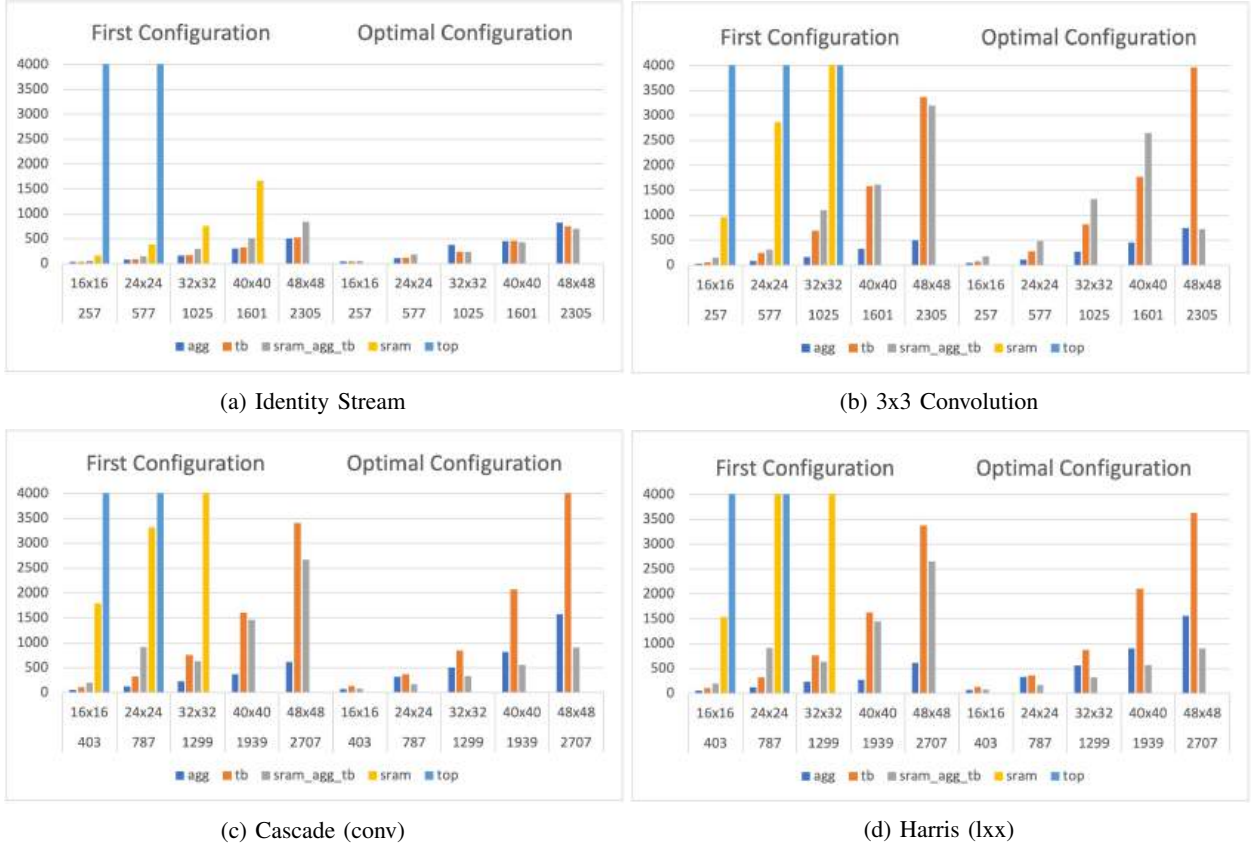 First Configuration Optimal Configuration
4000
3500
3000
2500
2000
1500
1000
500
0
16x16 24x24 32x32 40x40 48x48 16x16 24x24 32x32 40x40 48x48
257 577 1025 1601 2305 257 577 1025 1601 2305
agg tb sram_agg_tb sram top
(a) Identity Stream
First Configuration Optimal Configuration
4000
3500
3000
2500
2000
1500
1000
500
0
16x16 24x24 32x32 40x40 48x48 16x16 24x24 32x32 40x40 48x48
257 577 1025 1601 2305 257 577 1025 1601 2305
agg tb sram_agg_tb sram top
(b) 3x3 Convolution
First Configuration Optimal Configuration
4000
3500
3000
2500
2000
1500
1000
500
0
16x16 24x24 32x32 40x40 48x48 16x16 24x24 32x32 40x40 48x48
403 787 1299 1939 2707 403 787 1299 1939 2707
agg tb sram_agg_tb sram top
(c) Cascade (conv)
First Configuration Optimal Configuration
4000
3500
3000
2500
2000
1500
1000
500
0
16x16 24x24 32x32 40x40 48x48 16x16 24x24 32x32 40x40 48x48
403 787 1299 1939 2707 403 787 1299 1939 2707
agg tb sram_agg_tb sram top
(d) Harris (lxx)